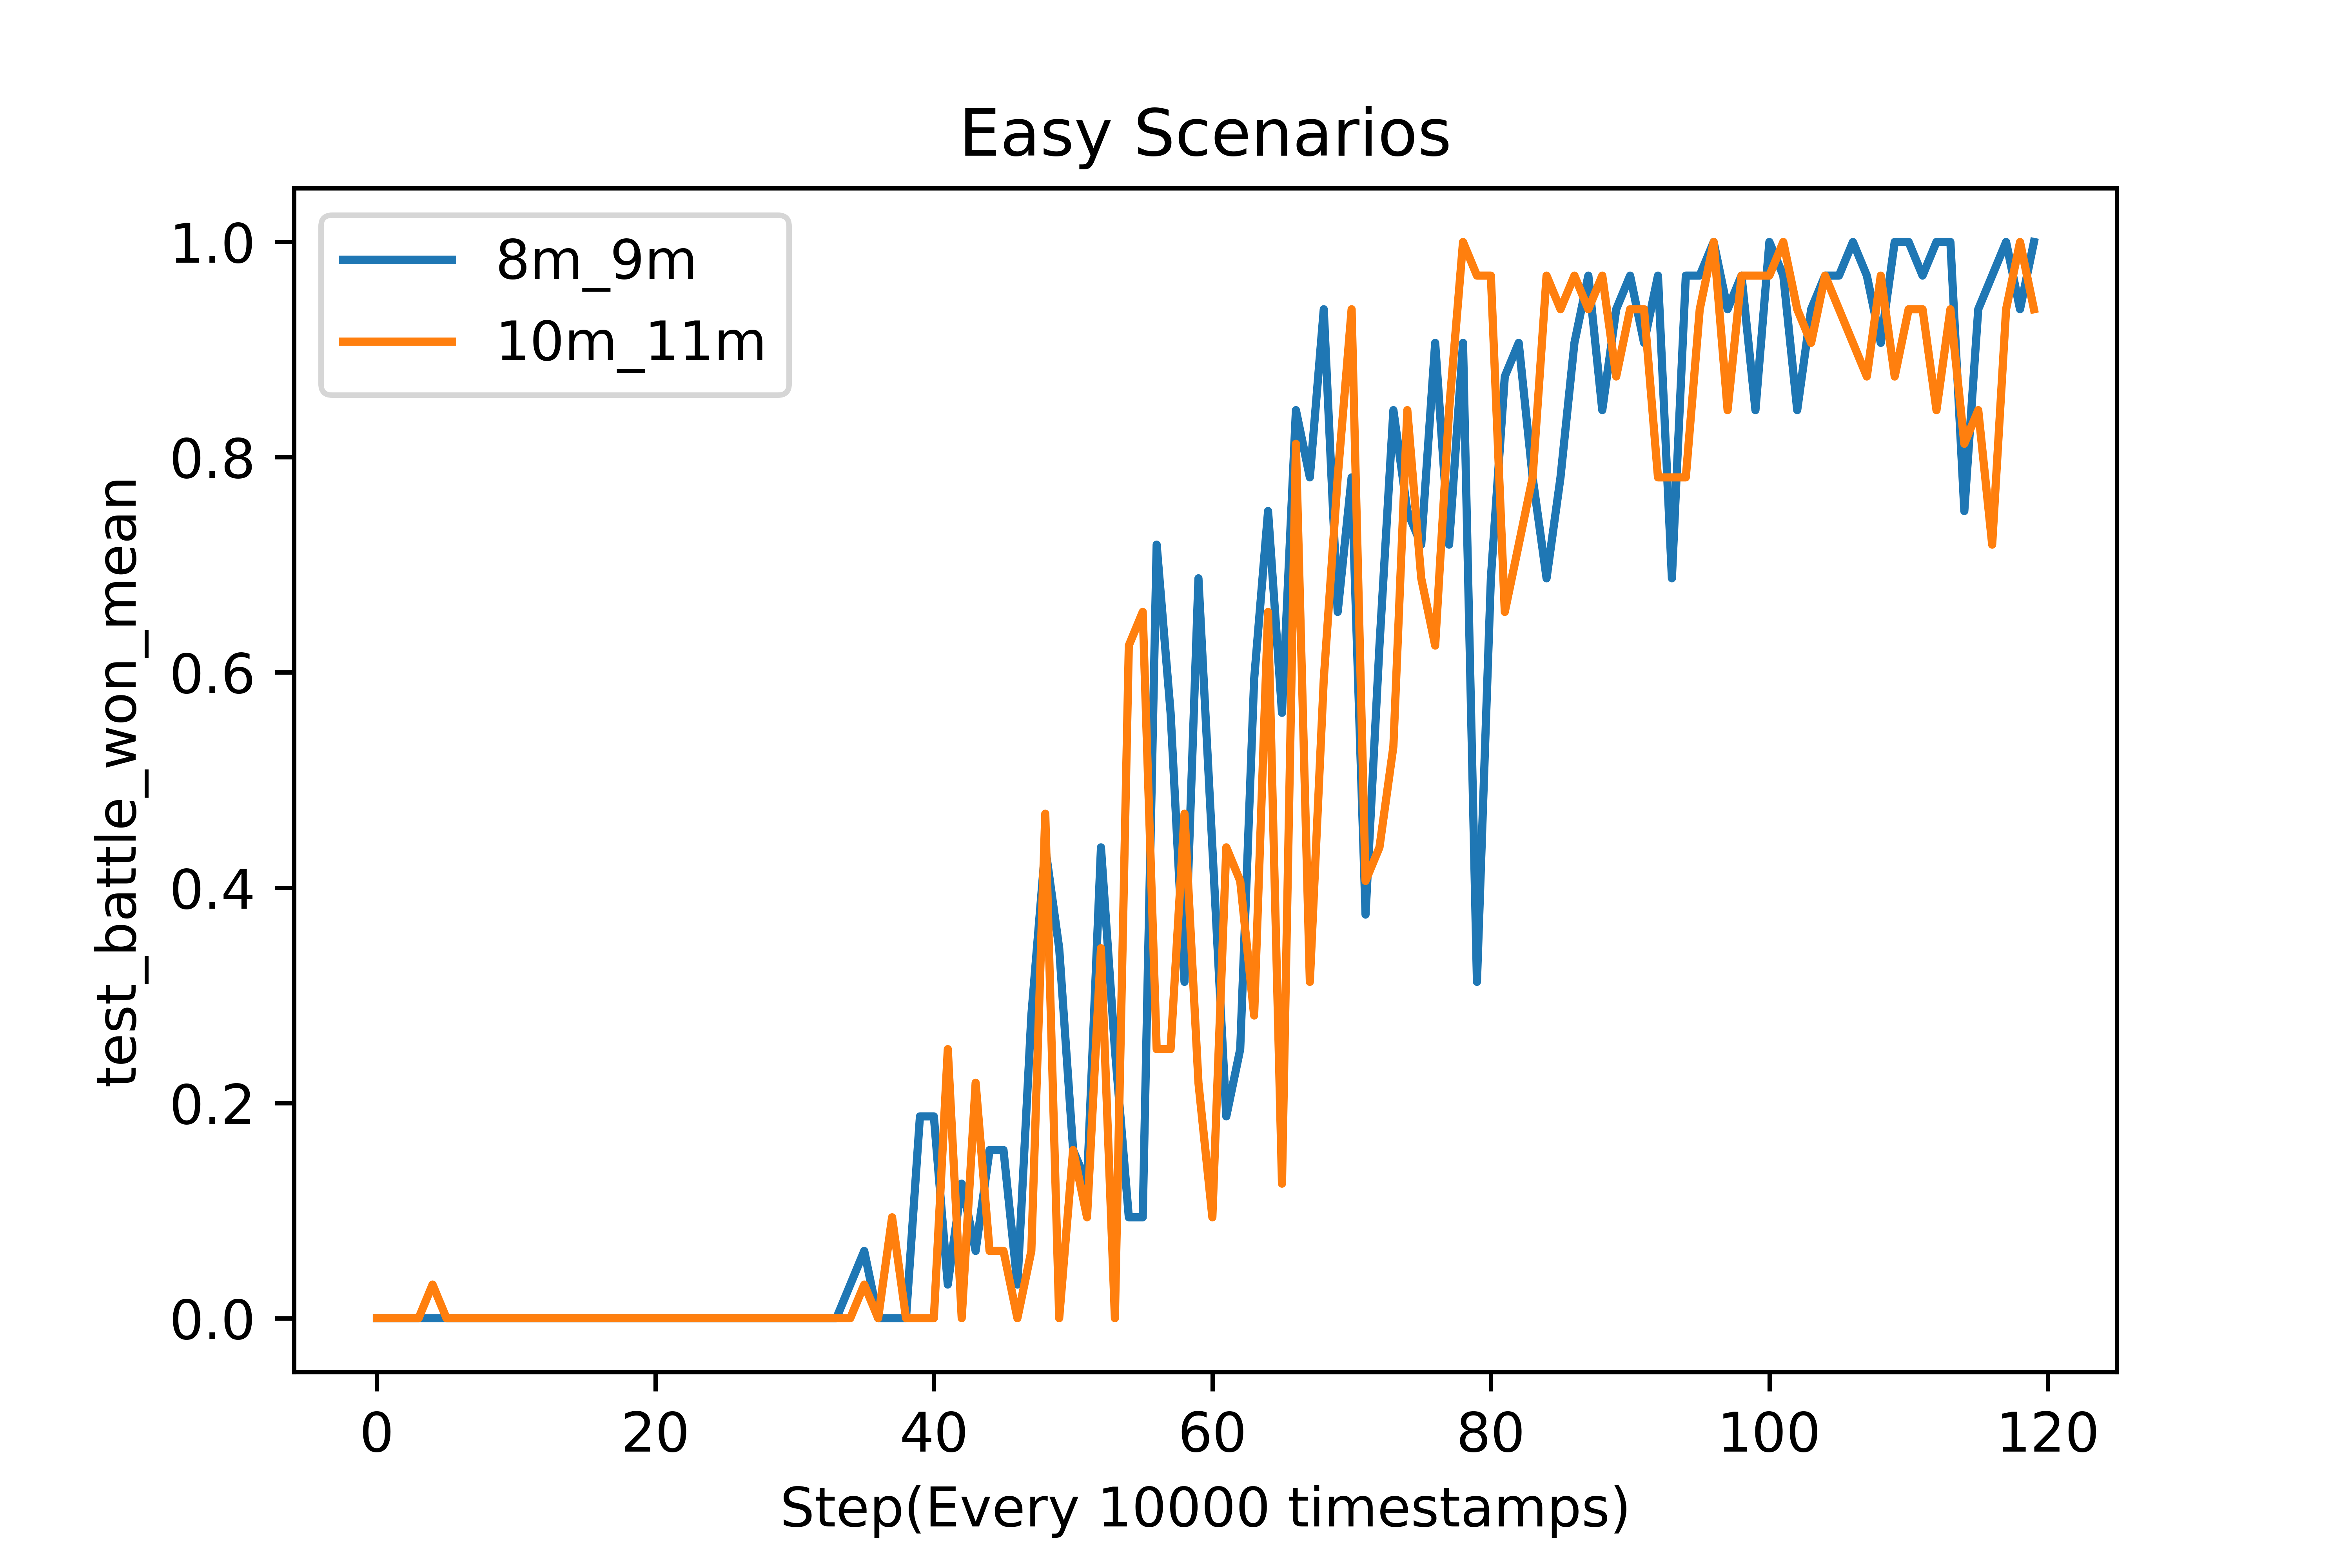 Easy Scenarios
8m_9m
10m_11m
1.0
0.8
0.6
0.4
0.2
0.0
test_battle_won_mean
0 20 40 60 80 100 120
Step(Every 10000 timestamps)